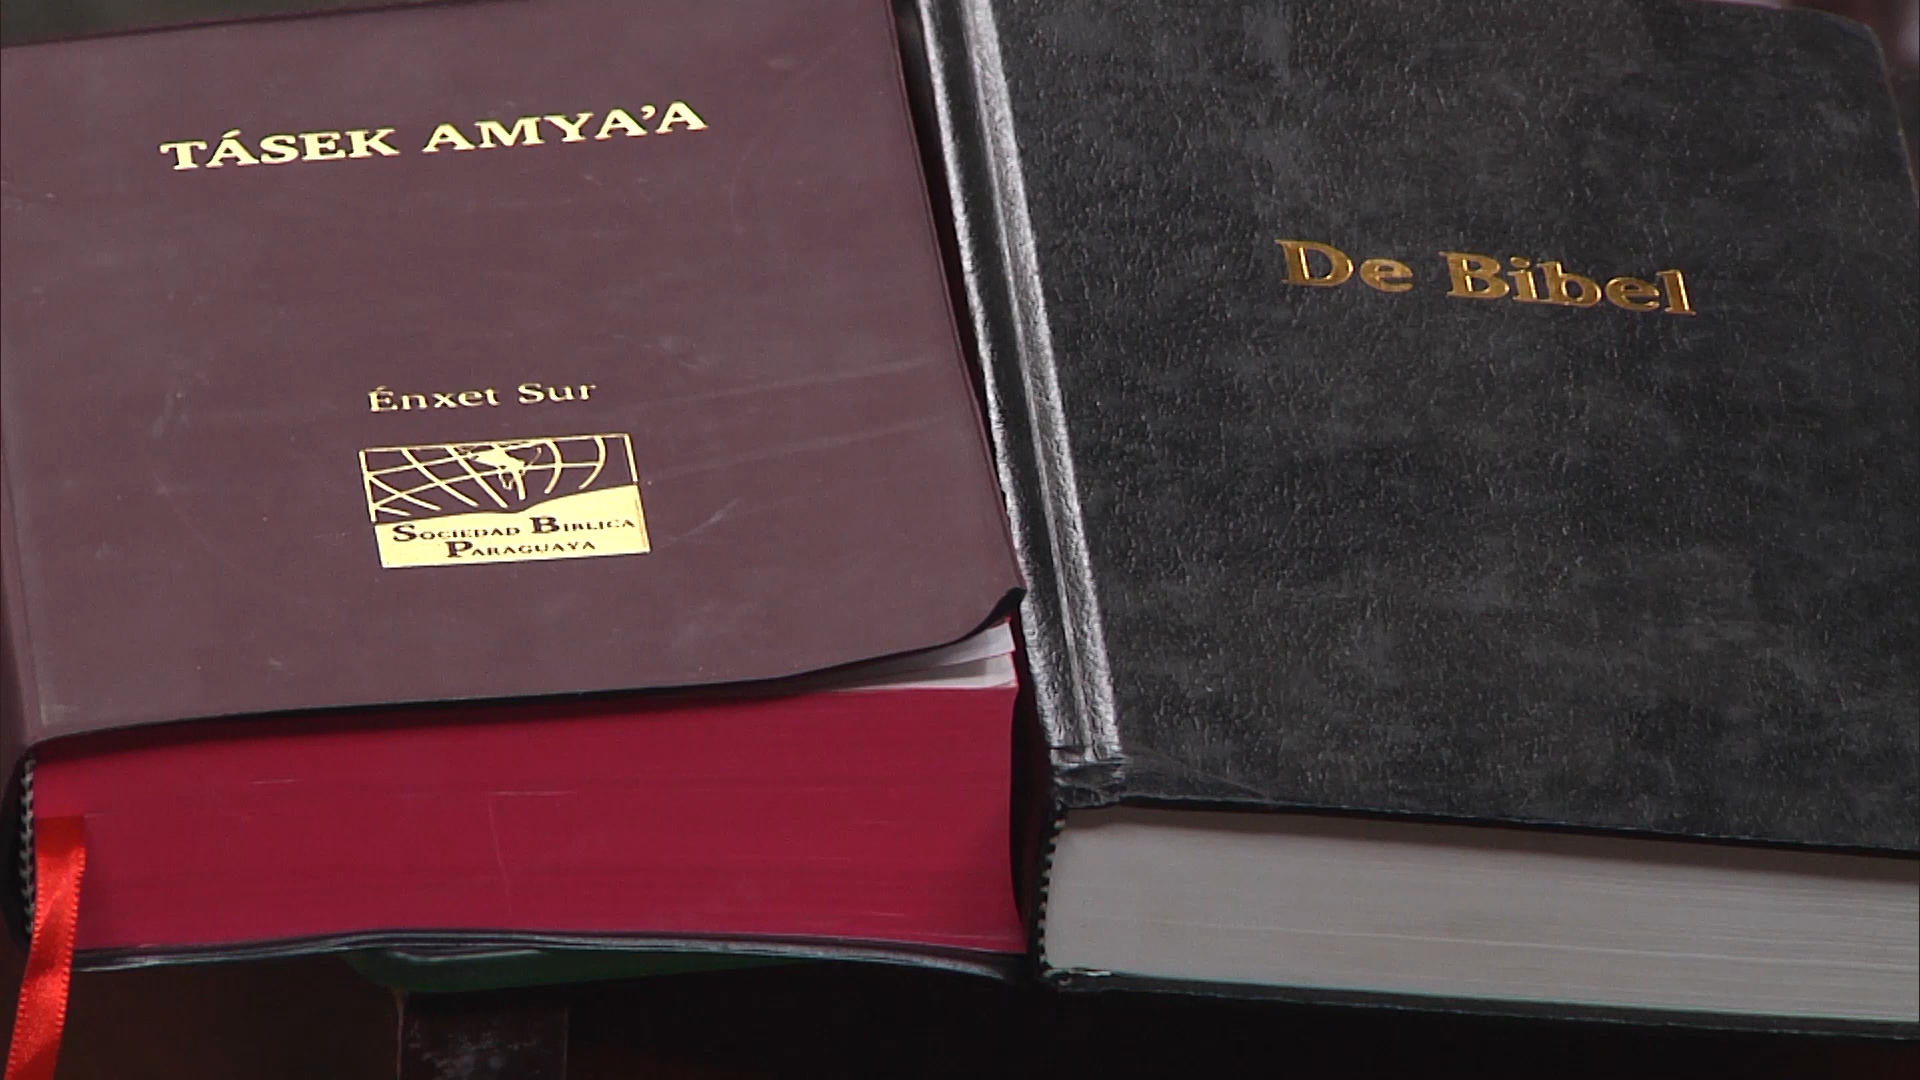 TÁSEK AMYA'A
Énxet Sur
SOCIEDAD BIBLICA
PARAGUAYA
De Bibel